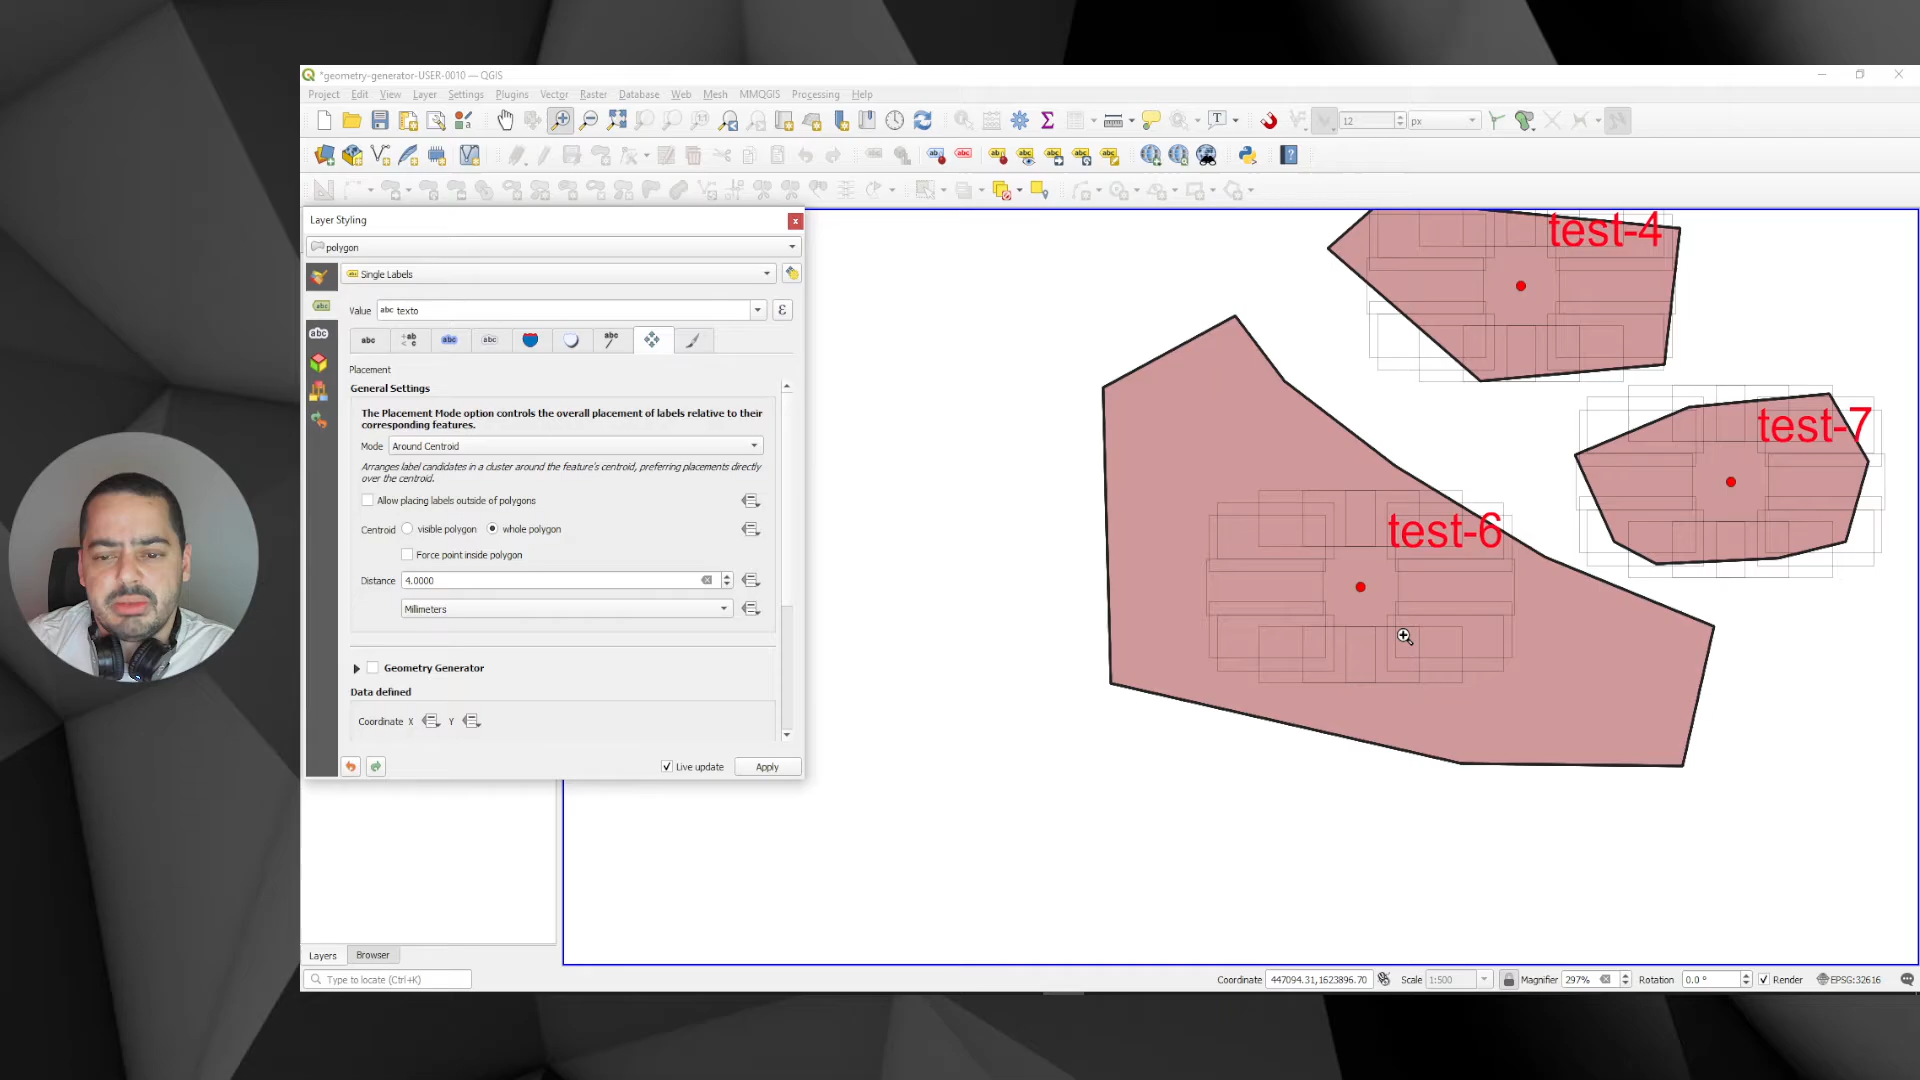 *geometry-generator-USER-0010 — QGIS
Project Edit View Layer Settings Plugins Vector Raster Database Web Mesh MMQGIS Processing Help
12 px
Layer Styling
polygon
Single Labels
Value abc texto ε
Placement
General Settings
The Placement Mode option controls the overall placement of labels relative to their
corresponding features.
Mode Around Centroid
Arranges label candidates in a cluster around the feature's centroid, preferring placements directly
over the centroid.
Allow placing labels outside of polygons
Centroid visible polygon whole polygon
Force point inside polygon
Distance 4.0000
Millimeters
Geometry Generator
Data defined
Coordinate X Y
Live update Apply
test-4
test-7
test-6
Layers Browser
Type to locate (Ctrl+K)
Coordinate 447094.31,1623896.70 Scale 1:500 Magnifier 297% Rotation 0.0 ° Render EPSG:32616